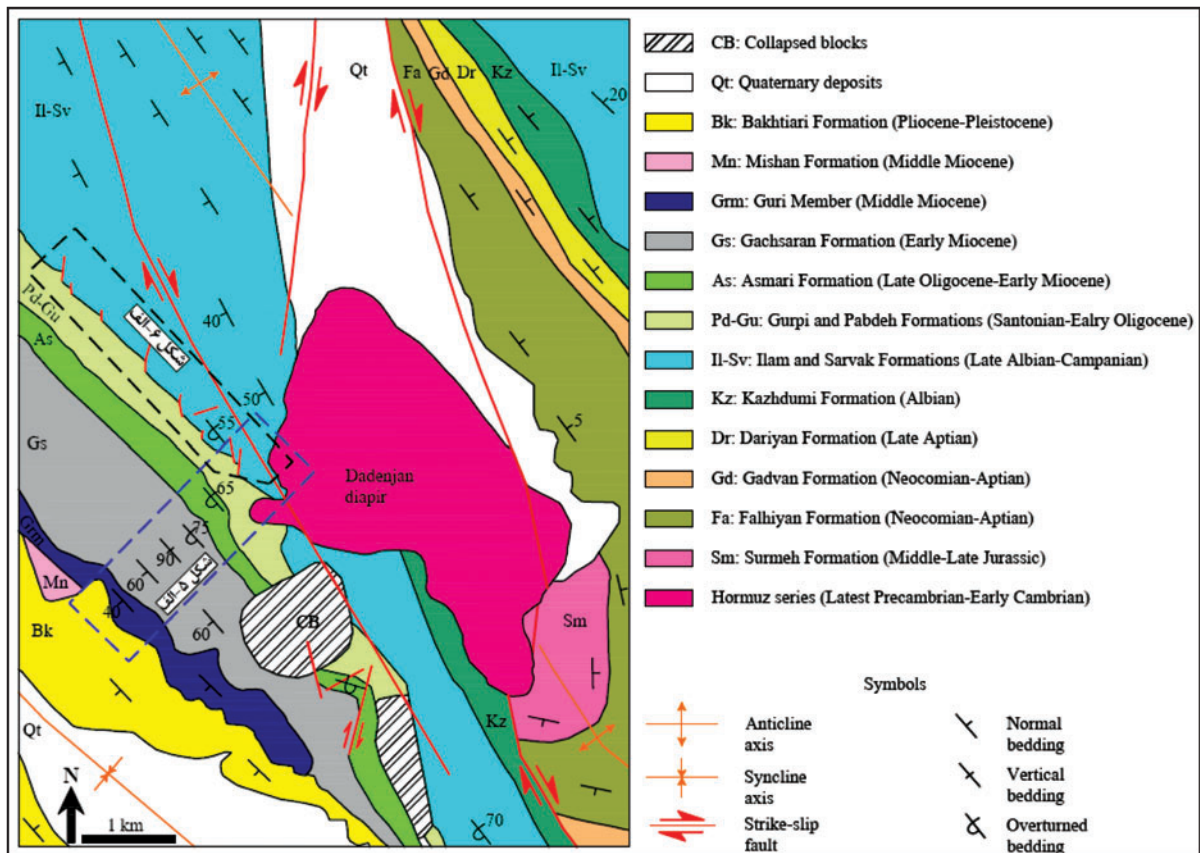 Qt
Fa
Gd
Dr
Kz
Il-Sv
20
Il-Sv
40
Pd-Gu
شکل ۶-الف
As
50
55
5
Gs
65
Dadenjan
diapir
Grm
75
90
60
شکل ۵-الف
Mn
40
60
CB
Sm
Bk
Kz
Qt
N
1 km
70
CB: Collapsed blocks
Qt: Quaternary deposits
Bk: Bakhtiari Formation (Pliocene-Pleistocene)
Mn: Mishan Formation (Middle Miocene)
Grm: Guri Member (Middle Miocene)
Gs: Gachsaran Formation (Early Miocene)
As: Asmari Formation (Late Oligocene-Early Miocene)
Pd-Gu: Gurpi and Pabdeh Formations (Santonian-Ealry Oligocene)
Il-Sv: Ilam and Sarvak Formations (Late Albian-Campanian)
Kz: Kazhdumi Formation (Albian)
Dr: Dariyan Formation (Late Aptian)
Gd: Gadvan Formation (Neocomian-Aptian)
Fa: Falhiyan Formation (Neocomian-Aptian)
Sm: Surmeh Formation (Middle-Late Jurassic)
Hormuz series (Latest Precambrian-Early Cambrian)
Symbols
Anticline
axis
Syncline
axis
Strike-slip
fault
Normal
bedding
Vertical
bedding
Overturned
bedding